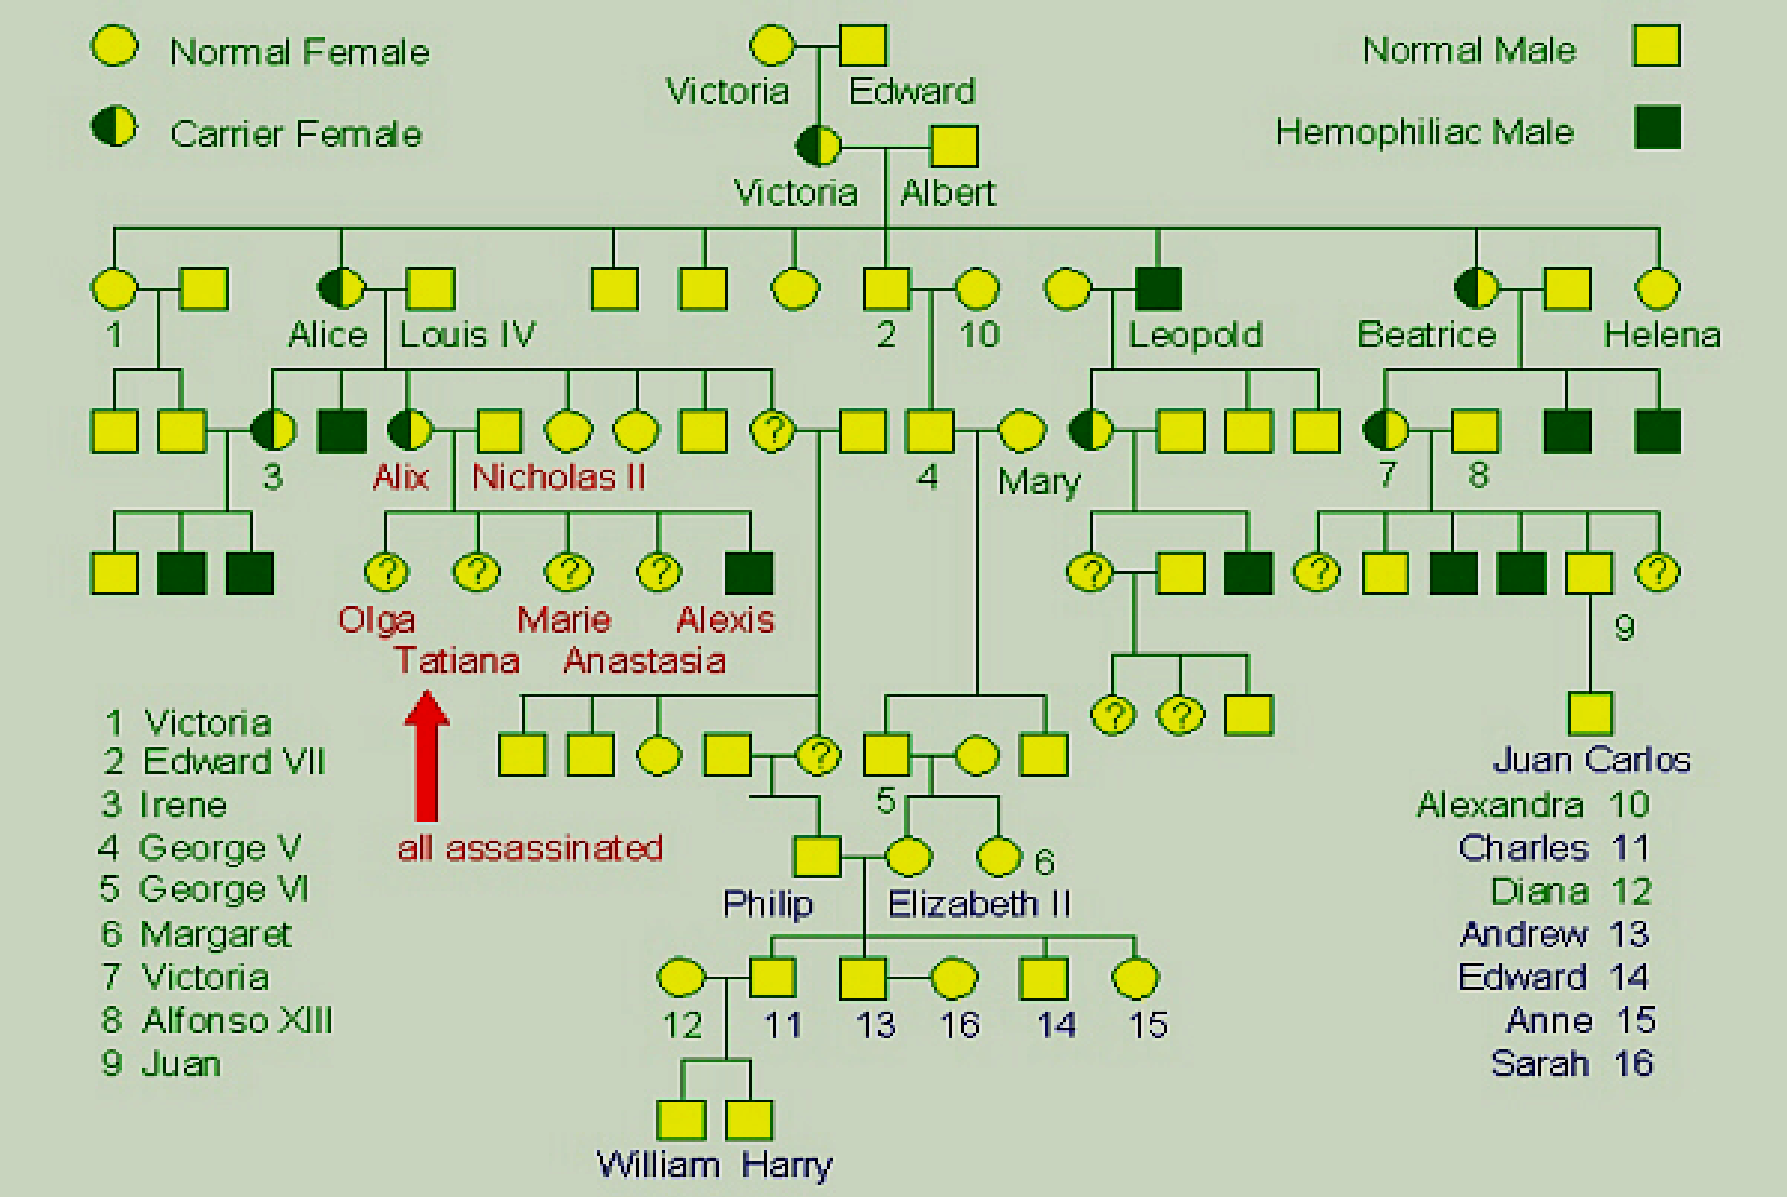 Normal Female
Carrier Female
Normal Male
Hemophiliac Male
Victoria Edward
Victoria Albert
1 Alice Louis IV 2 10 Leopold Beatrice Helena
3 Alix Nicholas II 4 Mary 7 8
? 
? ? ? ? ? ? ?
Olga Marie Alexis 9
Tatiana Anastasia
? ?
all assassinated
?
5
Juan Carlos
6
Philip Elizabeth II
12 11 13 16 14 15
William Harry
1 Victoria
2 Edward VII
3 Irene
4 George V
5 George VI
6 Margaret
7 Victoria
8 Alfonso XIII
9 Juan
Alexandra 10
Charles 11
Diana 12
Andrew 13
Edward 14
Anne 15
Sarah 16